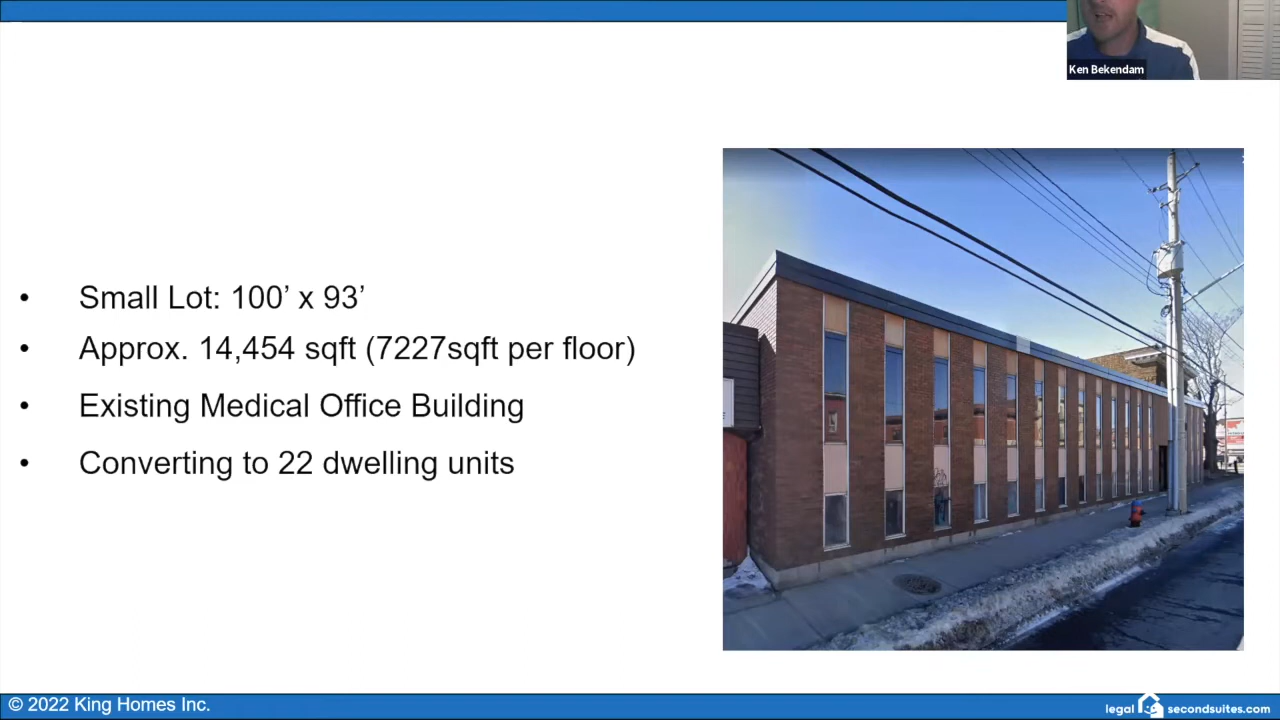 Ken Bekendam
• Small Lot: 100’ x 93’
• Approx. 14,454 sqft (7227sqft per floor)
• Existing Medical Office Building
• Converting to 22 dwelling units
© 2022 King Homes Inc.
legal secondsuites.com